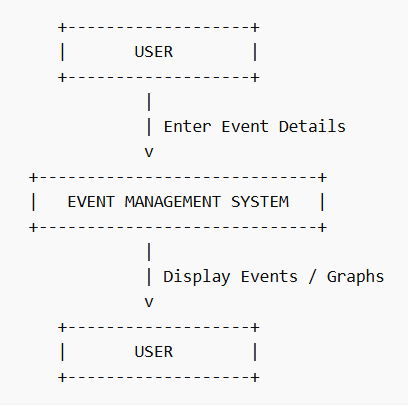 USER
Enter Event Details
EVENT MANAGEMENT SYSTEM
Display Events / Graphs
USER